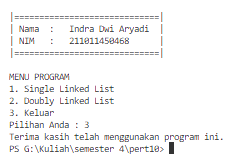 |=============================|
| Nama  :   Indra Dwi Aryadi  |
| NIM   :   211011450468      |
|=============================|
MENU PROGRAM
1. Single Linked List
2. Doubly Linked List
3. Keluar
Pilihan Anda : 3
Terima kasih telah menggunakan program ini.
PS G:\Kuliah\semester 4\pert10>